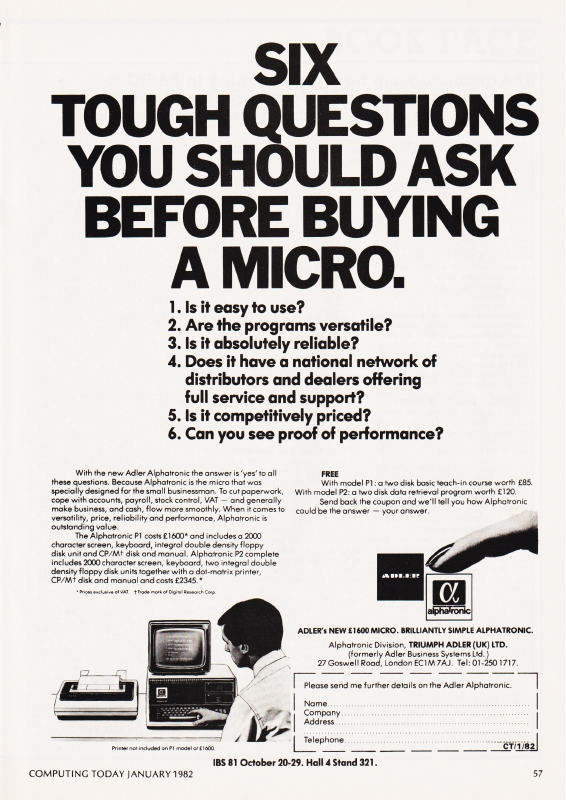 SIX
TOUGH QUESTIONS
YOU SHOULD ASK
BEFORE BUYING
A MICRO.
1. Is it easy to use?
2. Are the programs versatile?
3. Is it absolutely reliable?
4. Does it have a national network of
distributors and dealers offering
full service and support?
5. Is it competitively priced?
6. Can you see proof of performance?
With the new Adler Alphatronic the answer is 'yes' to all
these questions. Because Alphatronic is the micro that was
specially designed for the small businessman. To cut paperwork,
cope with accounts, payroll, stock control, VAT — and generally
make business, and cash, flow more smoothly. When it comes to
versatility, price, reliability and performance, Alphatronic is
outstanding value.
The Alphatronic P1 costs £1600* and includes a 2000
character screen, keyboard, integral double density floppy
disk unit and CP/M† disk and manual. Alphatronic P2 complete
includes 2000 character screen, keyboard, two integral double
density floppy disk units together with a dot-matrix printer,
CP/M† disk and manual and costs £2345.*
* Prices exclusive of VAT. † Trade mark of Digital Research Corp.
Printer not included on P1 model at £1600.
FREE
With model P1: a two disk basic teach-in course worth £85.
With model P2: a two disk data retrieval program worth £120.
Send back the coupon and we'll tell you how Alphatronic
could be the answer — your answer.
ADLER
α
alphatronic
ADLER's NEW £1600 MICRO. BRILLIANTLY SIMPLE ALPHATRONIC.
Alphatronic Division, TRIUMPH ADLER (UK) LTD.
(formerly Adler Business Systems Ltd.)
27 Goswell Road, London EC1M 7AJ. Tel: 01-250 1717.
Please send me further details on the Adler Alphatronic.
Name
Company
Address
Telephone
CT/1/82
IBS 81 October 20-29. Hall 4 Stand 321.
COMPUTING TODAY JANUARY 1982
57